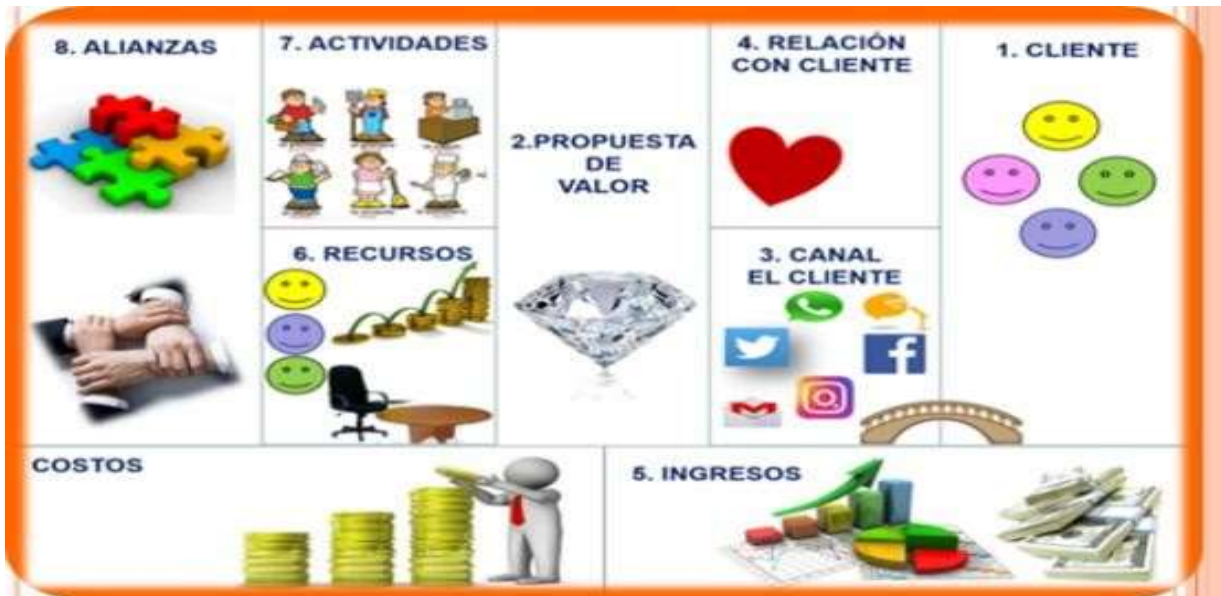 8. ALIANZAS
7. ACTIVIDADES
2.PROPUESTA
DE
VALOR
4. RELACIÓN
CON CLIENTE
1. CLIENTE
6. RECURSOS
3. CANAL
EL CLIENTE
COSTOS
5. INGRESOS